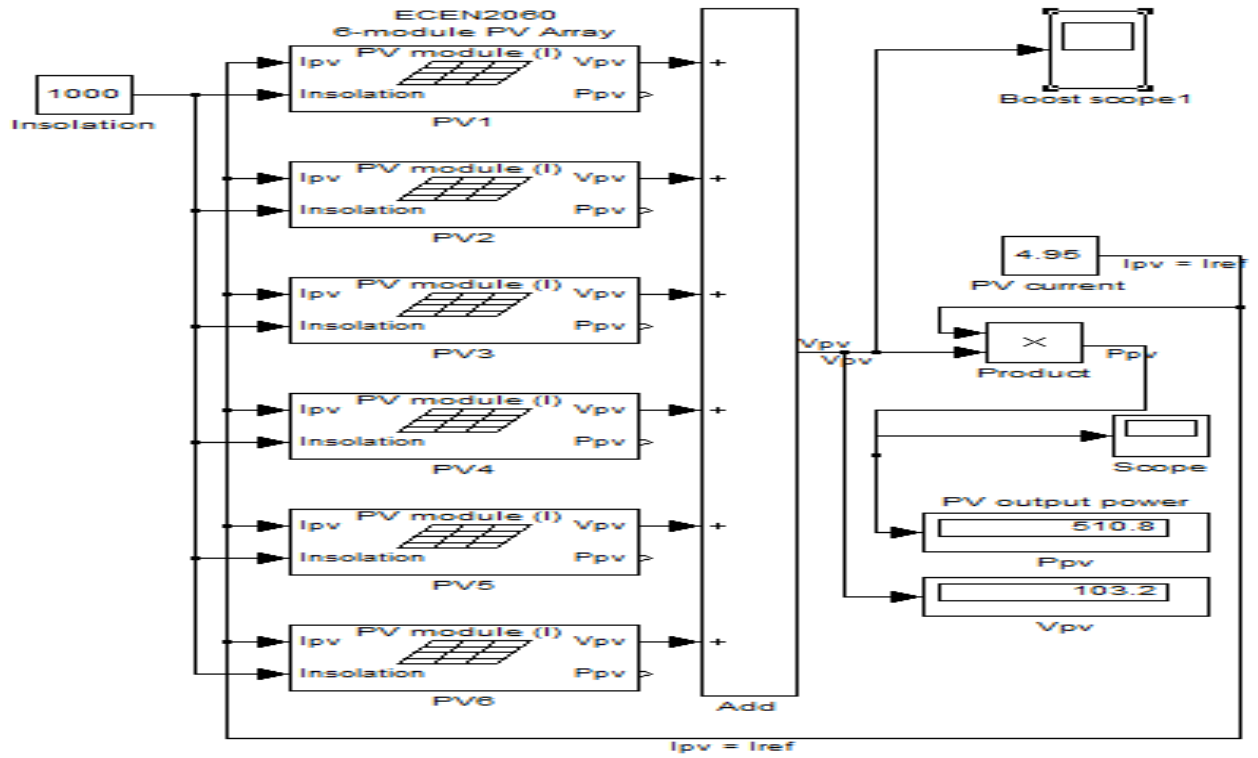 ECEN2060
6-module PV Array
1000
Insolation
PV module (I)
Ipv
Vpv
Insolation
Ppv
PV1
+
PV module (I)
Ipv
Vpv
Insolation
Ppv
PV2
+
PV module (I)
Ipv
Vpv
Insolation
Ppv
PV3
+
PV module (I)
Ipv
Vpv
Insolation
Ppv
PV4
+
PV module (I)
Ipv
Vpv
Insolation
Ppv
PV5
+
PV module (I)
Ipv
Vpv
Insolation
Ppv
PV6
+
Add
Ipv = Iref
Boost scope1
4.95
Ipv = Iref
PV current
Vpv
Vpv
×
Ppv
Product
Scope
PV output power
510.8
Ppv
103.2
Vpv